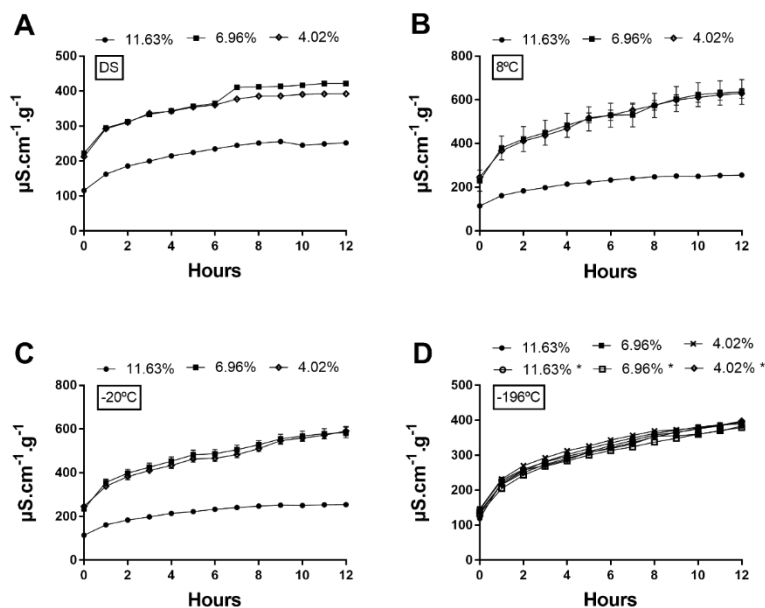 A
11.63% 6.96% 4.02%
DS
500
400
300
200
100
0
µS.cm-1.g-1
0 2 4 6 8 10 12
Hours
B
11.63% 6.96% 4.02%
8ºC
800
600
400
200
0
µS.cm-1.g-1
0 2 4 6 8 10 12
Hours
C
11.63% 6.96% 4.02%
-20ºC
800
600
400
200
0
µS.cm-1.g-1
0 2 4 6 8 10 12
Hours
D
11.63% 6.96% 4.02%
11.63% * 6.96% * 4.02% *
-196ºC
500
400
300
200
100
0
µS.cm-1.g-1
0 2 4 6 8 10 12
Hours